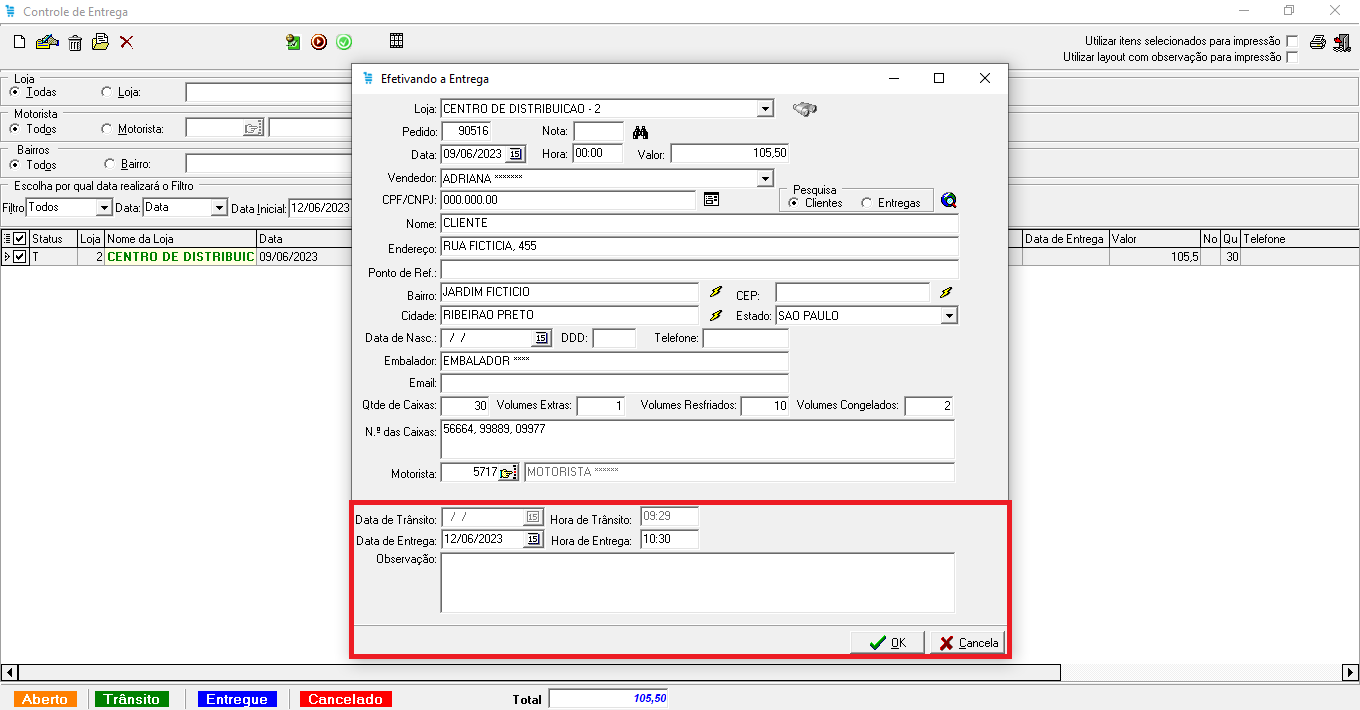 Controle de Entrega
Utilizar itens selecionados para impressão
Utilizar layout com observação para impressão
Loja
Todas Loja:
Motorista
Todos Motorista:
Bairros
Todos Bairro:
Escolha por qual data realizará o Filtro
Filtro Todos Data: Data Data Inicial: 12/06/2023
Status Loja Nome da Loja Data Data de Entrega Valor No Qu Telefone
T 2 CENTRO DE DISTRIBUIC 09/06/2023 105,5 30
Efetivando a Entrega
Loja: CENTRO DE DISTRIBUICAO - 2
Pedido: 90516 Nota:
Data: 09/06/2023 15 Hora: 00:00 Valor: 105,50
Vendedor: ADRIANA *******
CPF/CNPJ: 000.000.00 Pesquisa
Clientes Entregas
Nome: CLIENTE
Endereço: RUA FICTICIA, 455
Ponto de Ref.:
Bairro: JARDIM FICTICIO CEP:
Cidade: RIBEIRAO PRETO Estado: SAO PAULO
Data de Nasc.: / / 15 DDD: Telefone:
Embalador: EMBALADOR ****
Email:
Qtde de Caixas: 30 Volumes Extras: 1 Volumes Resfriados: 10 Volumes Congelados: 2
N.º das Caixas: 56664, 99889, 09977
Motorista: 5717 MOTORISTA ******
Data de Trânsito: / / 15 Hora de Trânsito: 09:29
Data de Entrega: 12/06/2023 15 Hora de Entrega: 10:30
Observação:
OK Cancela
Aberto Trânsito Entregue Cancelado Total 105,50